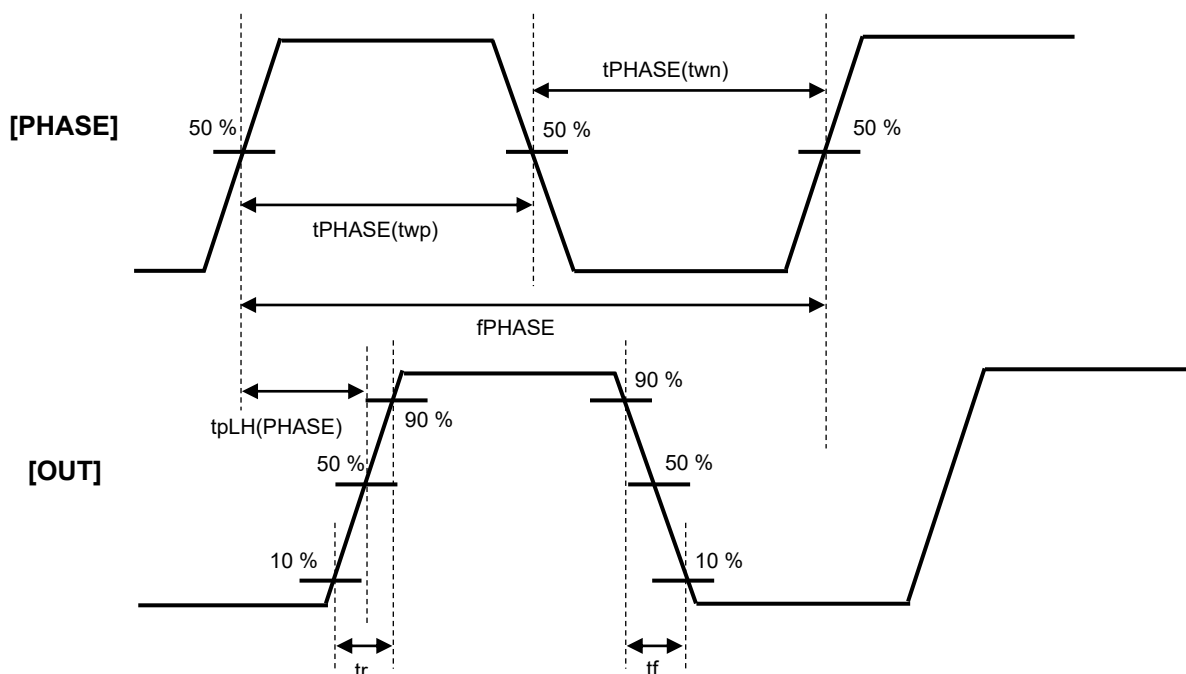 tPHASE(twn)
[PHASE]
50 %
50 %
50 %
tPHASE(twp)
fPHASE
90 %
tpLH(PHASE)
90 %
[OUT]
50 %
50 %
10 %
10 %
tr
tf